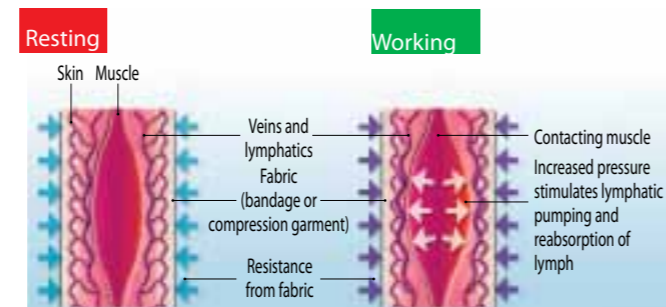 Resting
Working
Skin Muscle
Veins and
lymphatics
Fabric
(bandage or
compression garment)
Resistance
from fabric
Contacting muscle
Increased pressure
stimulates lymphatic
pumping and
reabsorption of
lymph